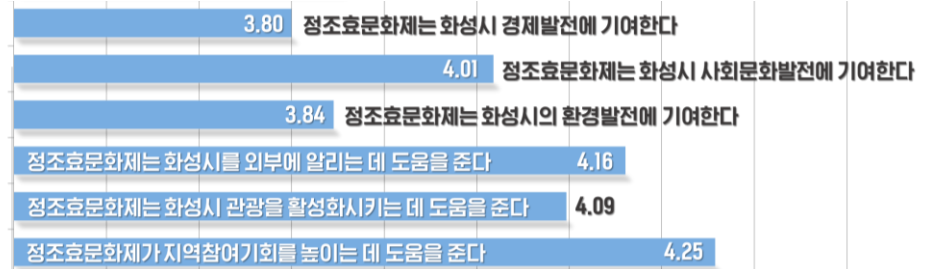 3.80 정조효문화제는 화성시 경제발전에 기여한다
4.01 정조효문화제는 화성시 사회문화발전에 기여한다
3.84 정조효문화제는 화성시의 환경발전에 기여한다
정조효문화제는 화성시를 외부에 알리는 데 도움을 준다 4.16
정조효문화제는 화성시 관광을 활성화시키는 데 도움을 준다 4.09
정조효문화제가 지역참여기회를 높이는 데 도움을 준다 4.25